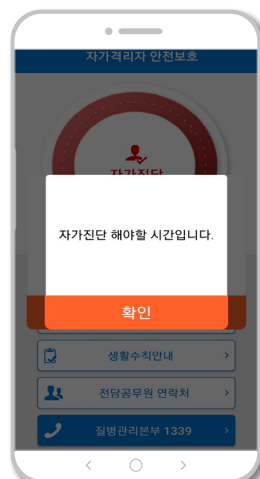 자가격리자 안전보호
자가진단
자가진단 해야할 시간입니다.
확인
생활수칙안내
전담공무원 연락처
질병관리본부 1339